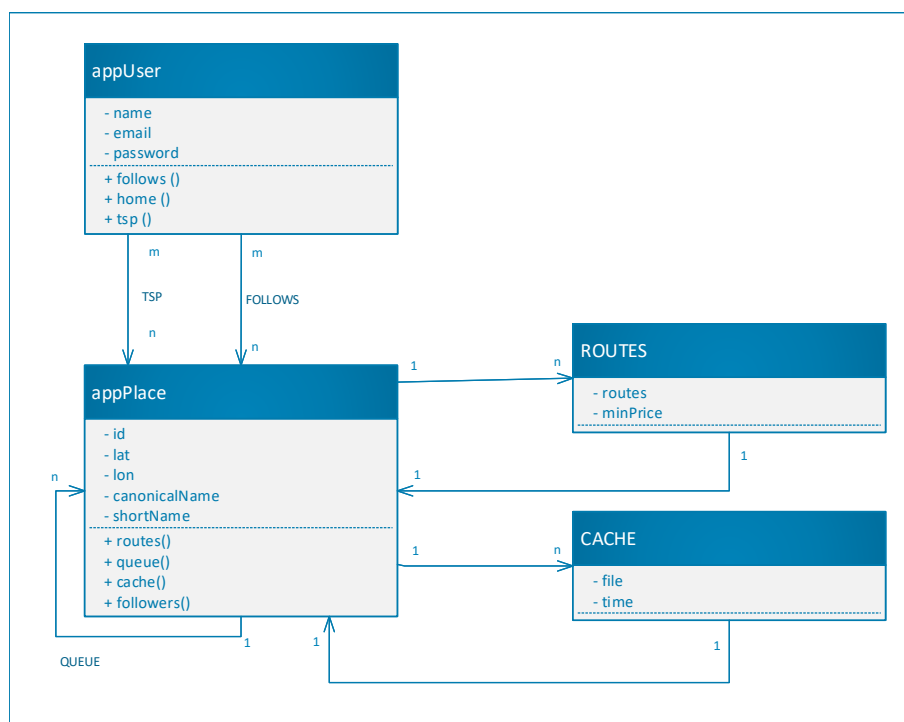 appUser
- name
- email
- password
+ follows ()
+ home ()
+ tsp ()
m
m
TSP
FOLLOWS
n
n
appPlace
- id
- lat
- lon
- canonicalName
- shortName
+ routes()
+ queue()
+ cache()
+ followers()
n
1
QUEUE
1
n
ROUTES
- routes
- minPrice
1
1
1
n
CACHE
- file
- time
1
1